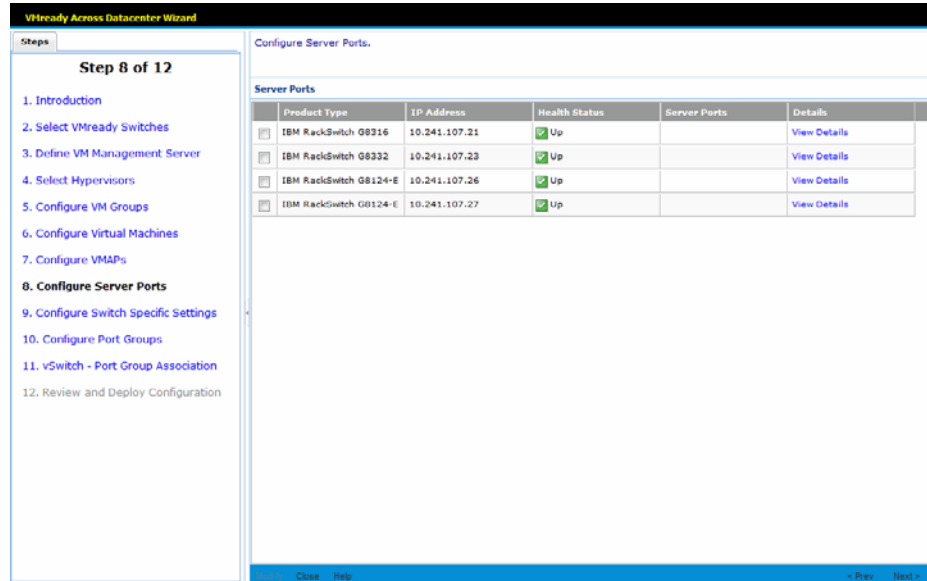 VMready Across Datacenter Wizard
Steps
Step 8 of 12
1. Introduction
2. Select VMready Switches
3. Define VM Management Server
4. Select Hypervisors
5. Configure VM Groups
6. Configure Virtual Machines
7. Configure VMAPs
8. Configure Server Ports
9. Configure Switch Specific Settings
10. Configure Port Groups
11. vSwitch - Port Group Association
12. Review and Deploy Configuration
Configure Server Ports.
Server Ports
Product Type IP Address Health Status Server Ports Details
IBM RackSwitch G8316 10.241.107.21 Up View Details
IBM RackSwitch G8332 10.241.107.23 Up View Details
IBM RackSwitch G8124-E 10.241.107.26 Up View Details
IBM RackSwitch G8124-E 10.241.107.27 Up View Details
Close Help < Prev Next >